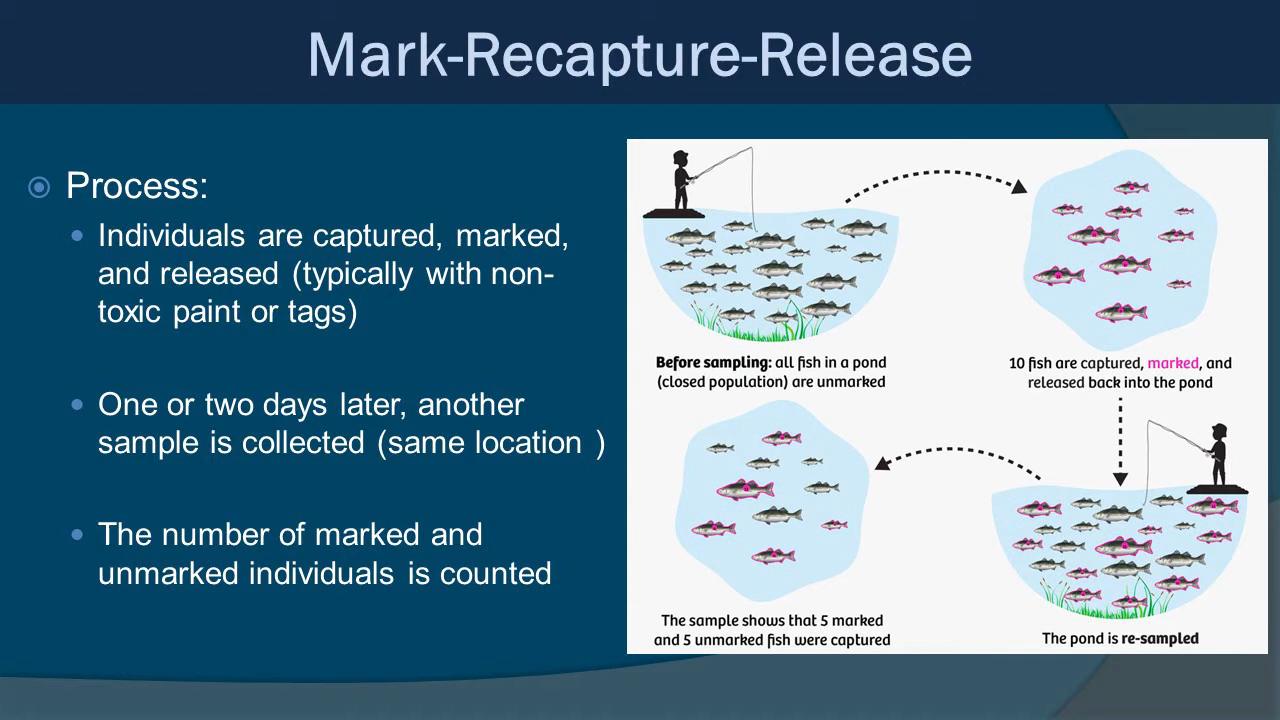 Mark-Recapture-Release
Process:
Individuals are captured, marked,
and released (typically with non-
toxic paint or tags)
One or two days later, another
sample is collected (same location )
The number of marked and
unmarked individuals is counted
Before sampling: all fish in a pond
(closed population) are unmarked
10 fish are captured, marked, and
released back into the pond
The sample shows that 5 marked
and 5 unmarked fish were captured
The pond is re-sampled